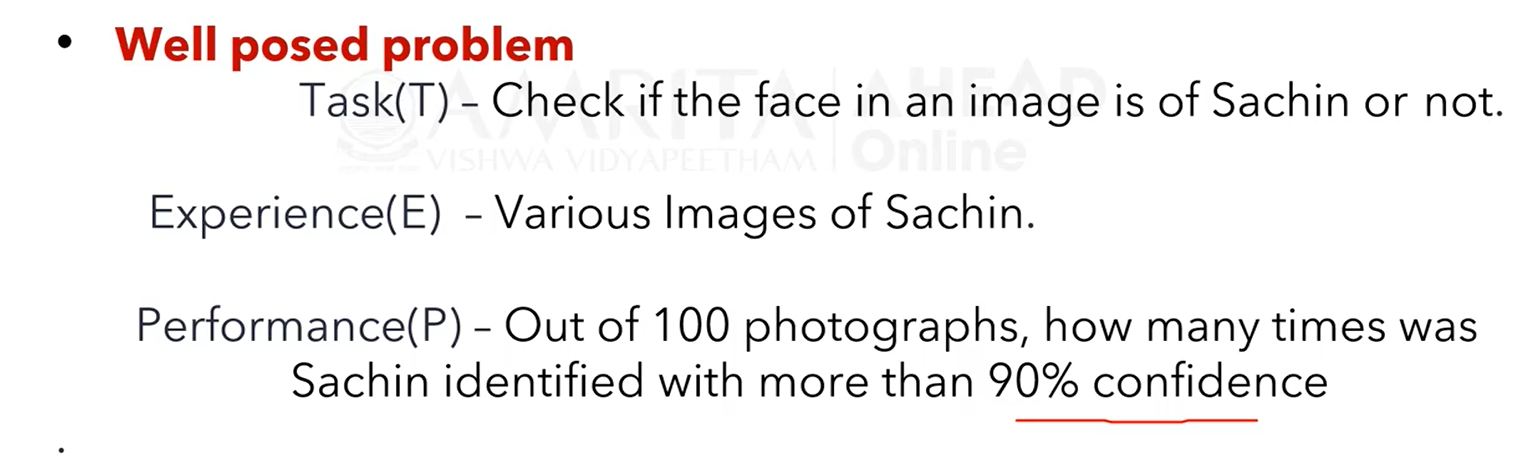 • Well posed problem
Task(T) – Check if the face in an image is of Sachin or not.
AMRITA AHEAD
VISHWA VIDYAPEETHAM Online
Experience(E) – Various Images of Sachin.
Performance(P) – Out of 100 photographs, how many times was
Sachin identified with more than 90% confidence
.